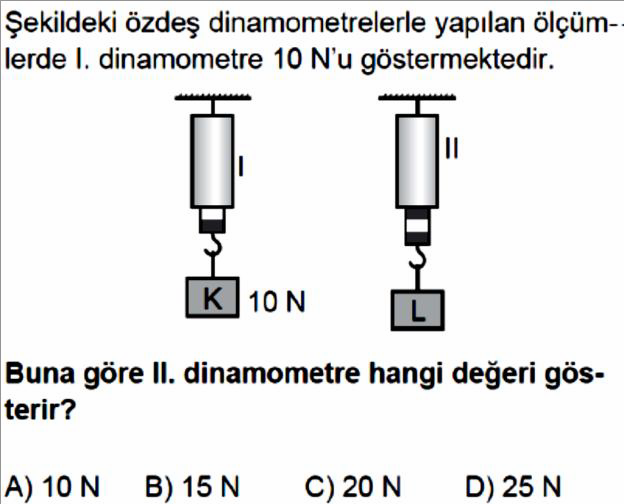 Şekildeki özdeş dinamometrelerle yapılan ölçüm-
lerde I. dinamometre 10 N'u göstermektedir.
I
II
K 10 N
L
Buna göre II. dinamometre hangi değeri gös-
terir?
A) 10 N B) 15 N C) 20 N D) 25 N